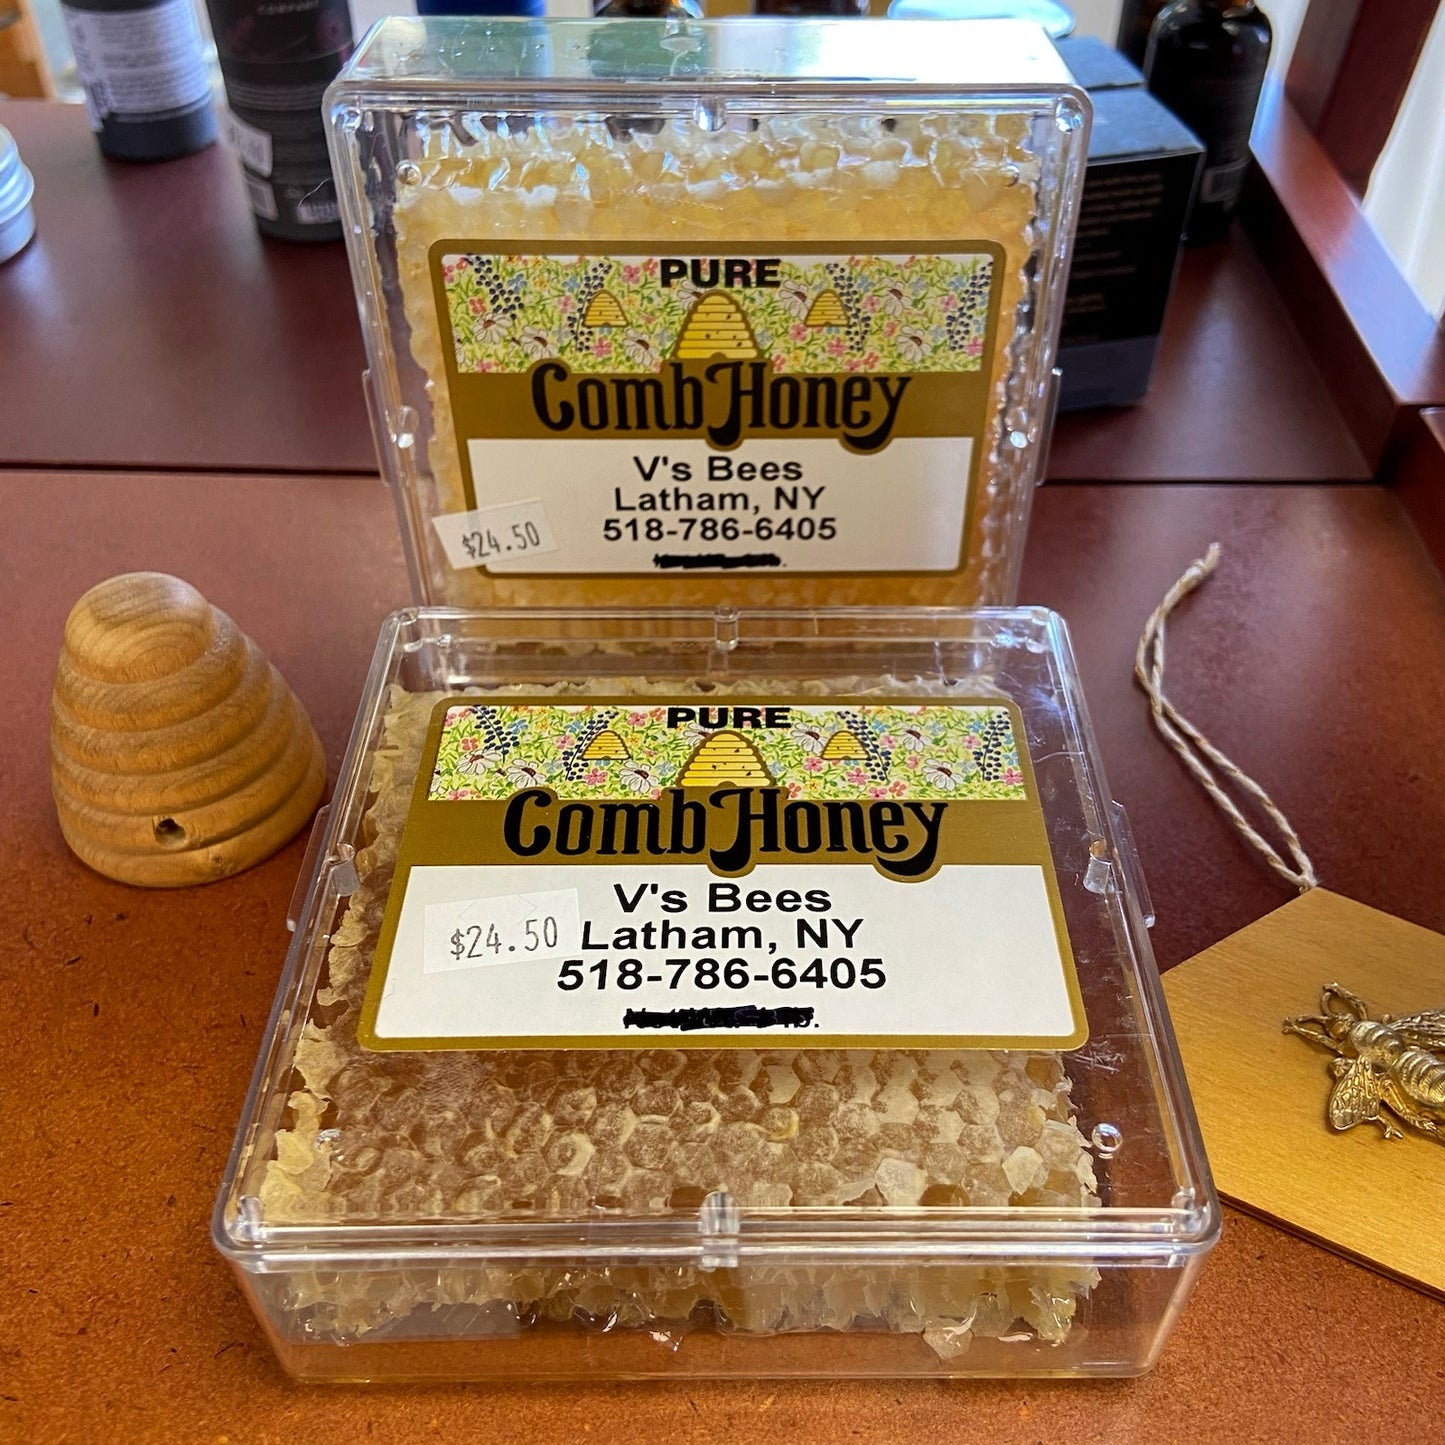 COMPANY
PURE
Comb Honey
V's Bees
Latham, NY
518-786-6405
$24.50
PURE
Comb Honey
V's Bees
Latham, NY
518-786-6405
$24.50